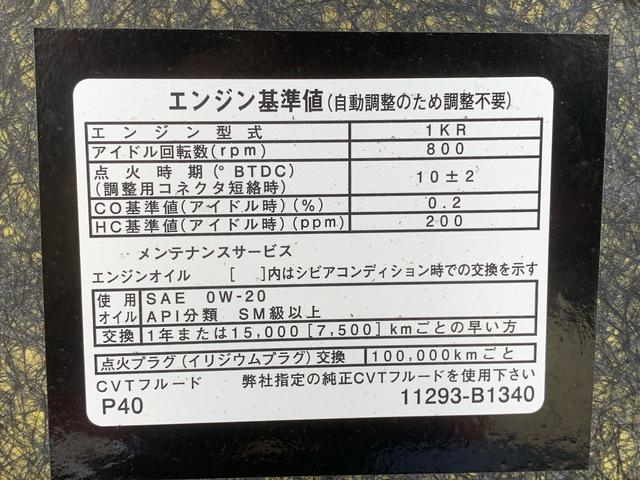 エンジン基準値(自動調整のため調整不要)
エンジン型式 1KR
アイドル回転数(rpm) 800
点火時期(°BTDC)
(調整用コネクタ短絡時) 10±2
CO基準値(アイドル時)(%) 0.2
HC基準値(アイドル時)(ppm) 200
メンテナンスサービス
エンジンオイル [ ]内はシビアコンディション時での交換を示す
使用 SAE 0W-20
オイル API分類 SM級以上
交換 1年または15,000[7,500]kmごとの早い方
点火プラグ(イリジウムプラグ)交換 100,000kmごと
CVTフルード 弊社指定の純正CVTフルードを使用下さい
P40 11293-B1340